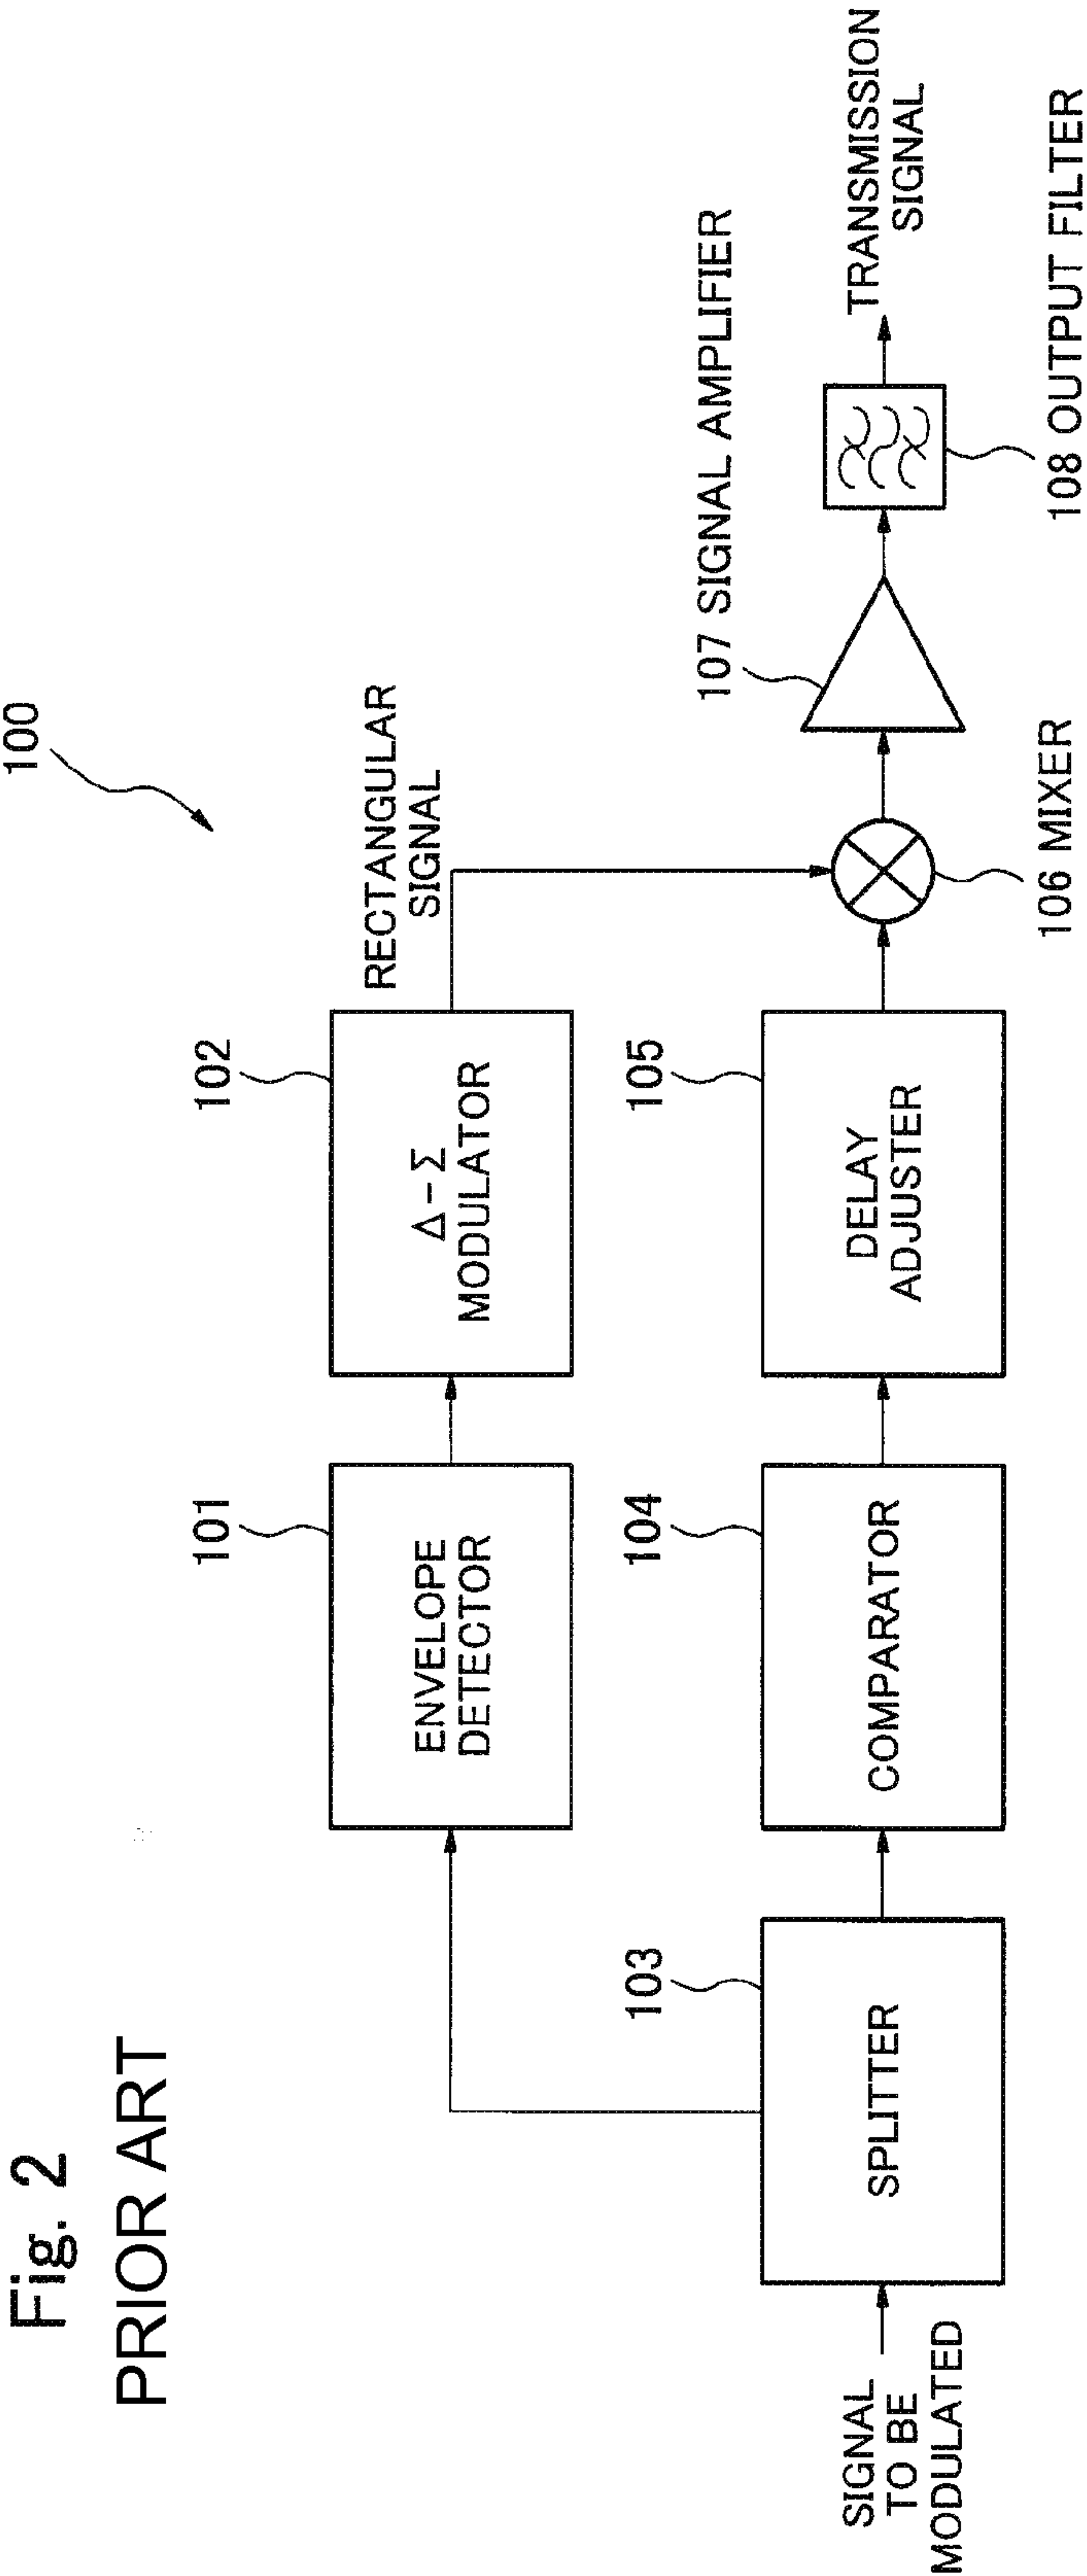 Fig. 2
PRIOR ART
100
101
ENVELOPE
DETECTOR
102
Δ-Σ
MODULATOR
RECTANGULAR
SIGNAL
SIGNAL
TO BE
MODULATED
103
SPLITTER
104
COMPARATOR
105
DELAY
ADJUSTER
106 MIXER
107 SIGNAL AMPLIFIER
108 OUTPUT FILTER
TRANSMISSION
SIGNAL